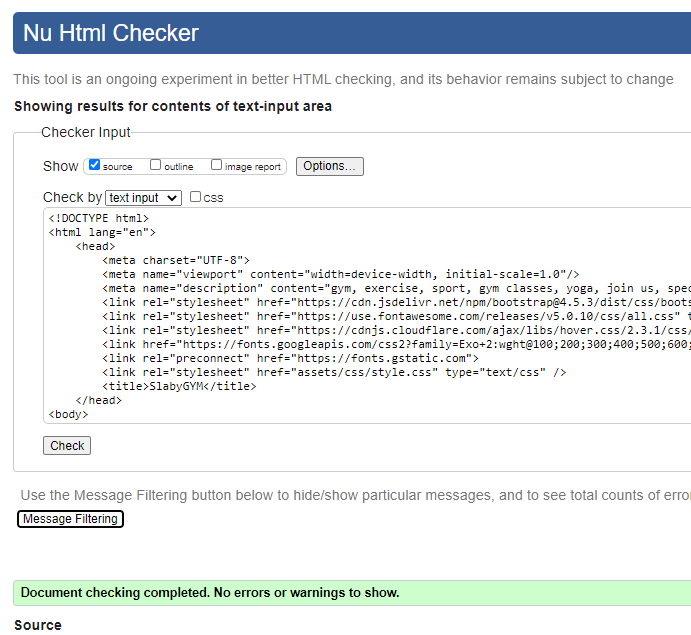 Nu Html Checker
This tool is an ongoing experiment in better HTML checking, and its behavior remains subject to change
Showing results for contents of text-input area
Checker Input
Show source outline image report Options...
Check by text input css
<!DOCTYPE html>
<html lang="en">
<head>
<meta charset="UTF-8">
<meta name="viewport" content="width=device-width, initial-scale=1.0"/>
<meta name="description" content="gym, exercise, sport, gym classes, yoga, join us, spec
<link rel="stylesheet" href="https://cdn.jsdelivr.net/npm/bootstrap@4.5.3/dist/css/boots
<link rel="stylesheet" href="https://use.fontawesome.com/releases/v5.0.10/css/all.css" t
<link rel="stylesheet" href="https://cdnjs.cloudflare.com/ajax/libs/hover.css/2.3.1/css/
<link href="https://fonts.googleapis.com/css2?family=Exo+2:wght@100;200;300;400;500;600;
<link rel="preconnect" href="https://fonts.gstatic.com">
<link rel="stylesheet" href="assets/css/style.css" type="text/css" />
<title>SlabyGYM</title>
</head>
<body>
Check
Use the Message Filtering button below to hide/show particular messages, and to see total counts of erro
Message Filtering
Document checking completed. No errors or warnings to show.
Source